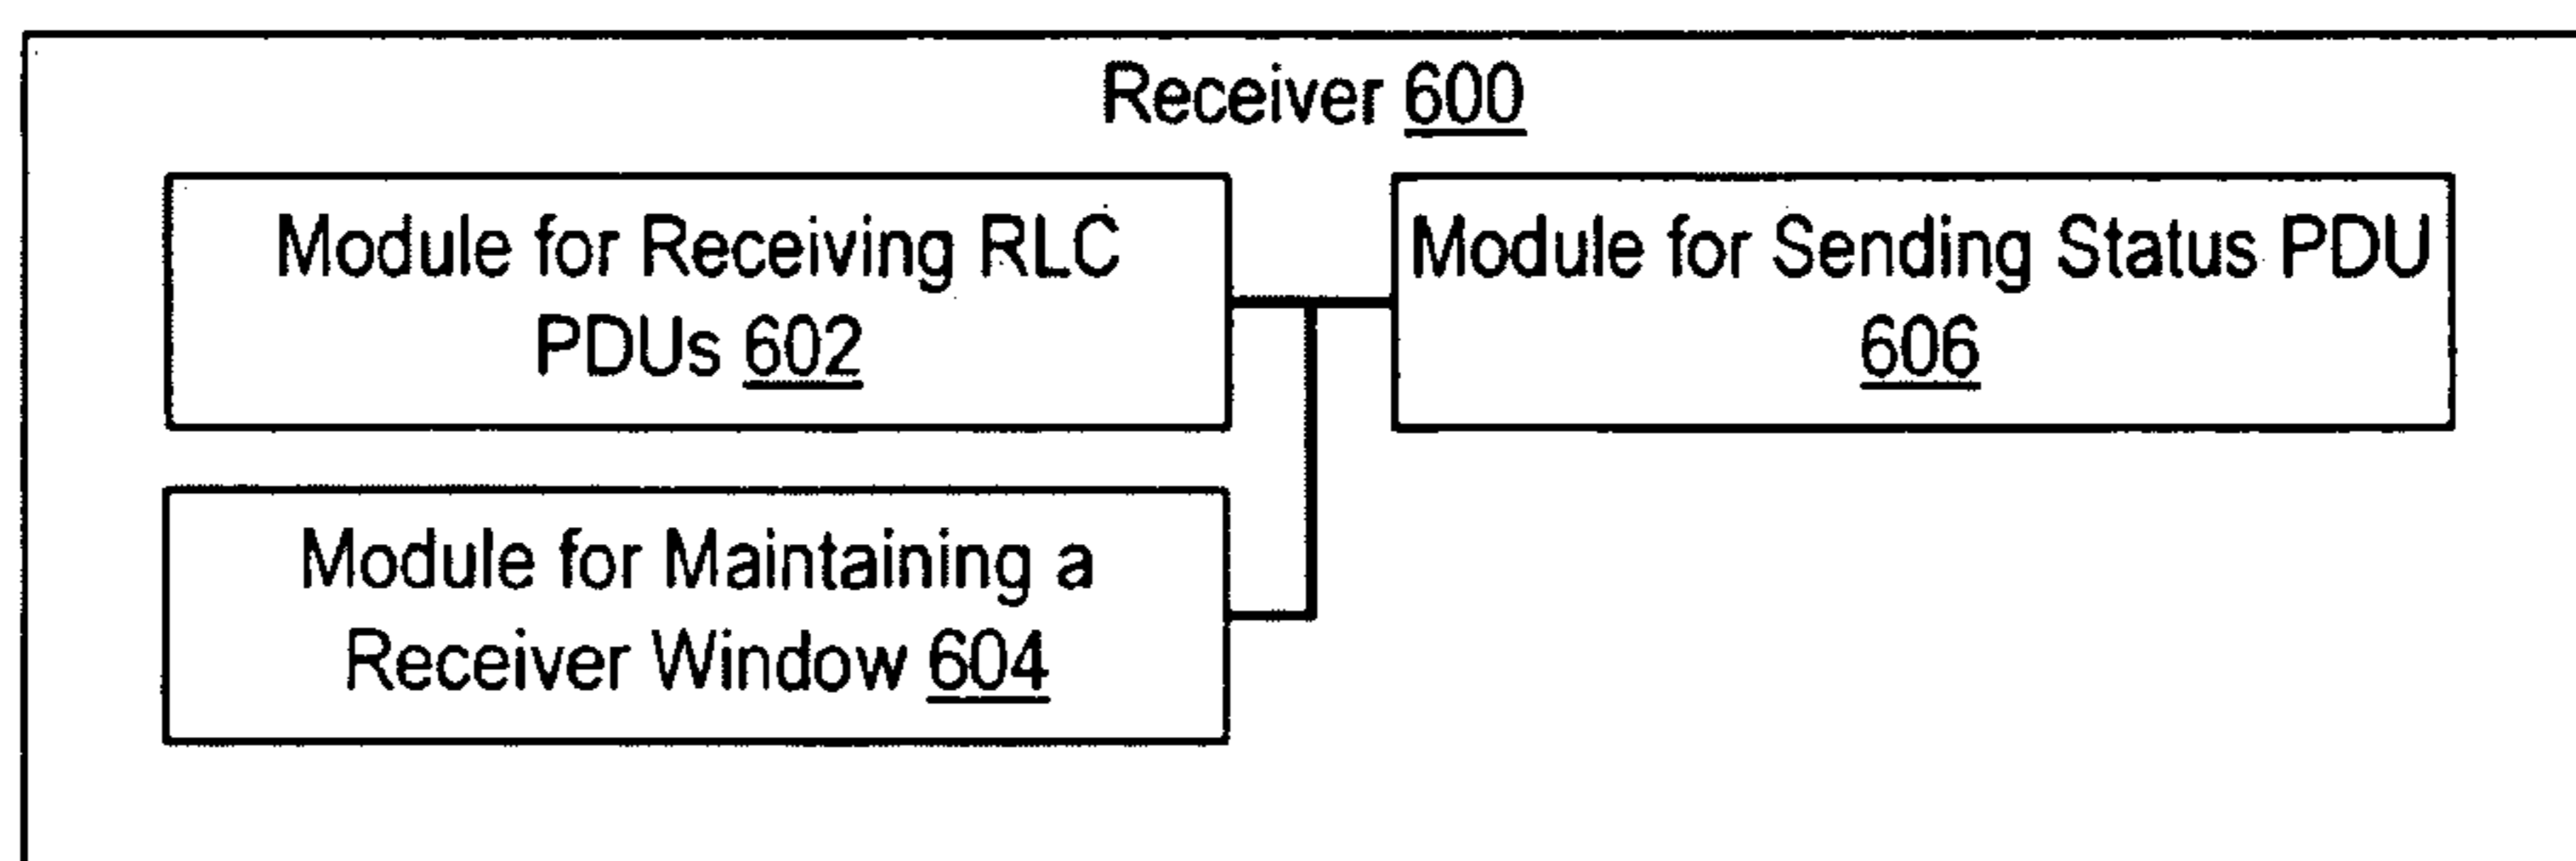 Receiver 600
Module for Receiving RLC
PDUs 602
Module for Sending Status PDU
606
Module for Maintaining a
Receiver Window 604